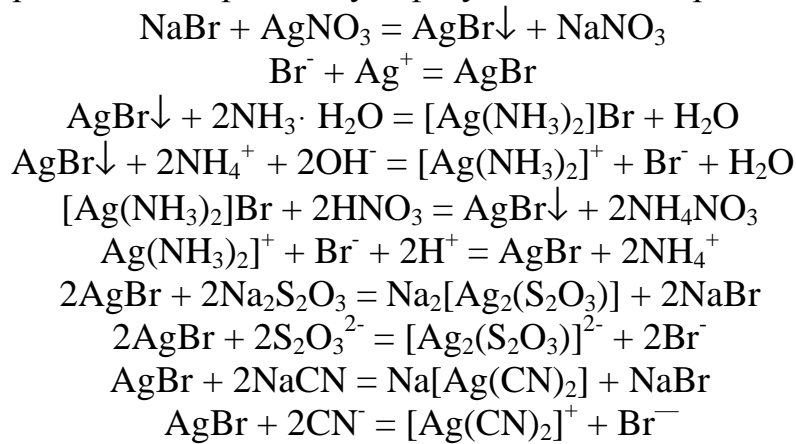 NaBr + AgNO₃ = AgBr↓ + NaNO₃
Br⁻ + Ag⁺ = AgBr
AgBr↓ + 2NH₃· H₂O = [Ag(NH₃)₂]Br + H₂O
AgBr↓ + 2NH₄⁺ + 2OH⁻ = [Ag(NH₃)₂]⁺ + Br⁻ + H₂O
[Ag(NH₃)₂]Br + 2HNO₃ = AgBr↓ + 2NH₄NO₃
Ag(NH₃)₂]⁺ + Br⁻ + 2H⁺ = AgBr + 2NH₄⁺
2AgBr + 2Na₂S₂O₃ = Na₂[Ag₂(S₂O₃)] + 2NaBr
2AgBr + 2S₂O₃²⁻ = [Ag₂(S₂O₃)]²⁻ + 2Br⁻
AgBr + 2NaCN = Na[Ag(CN)₂] + NaBr
AgBr + 2CN⁻ = [Ag(CN)₂]⁺ + Br⁻